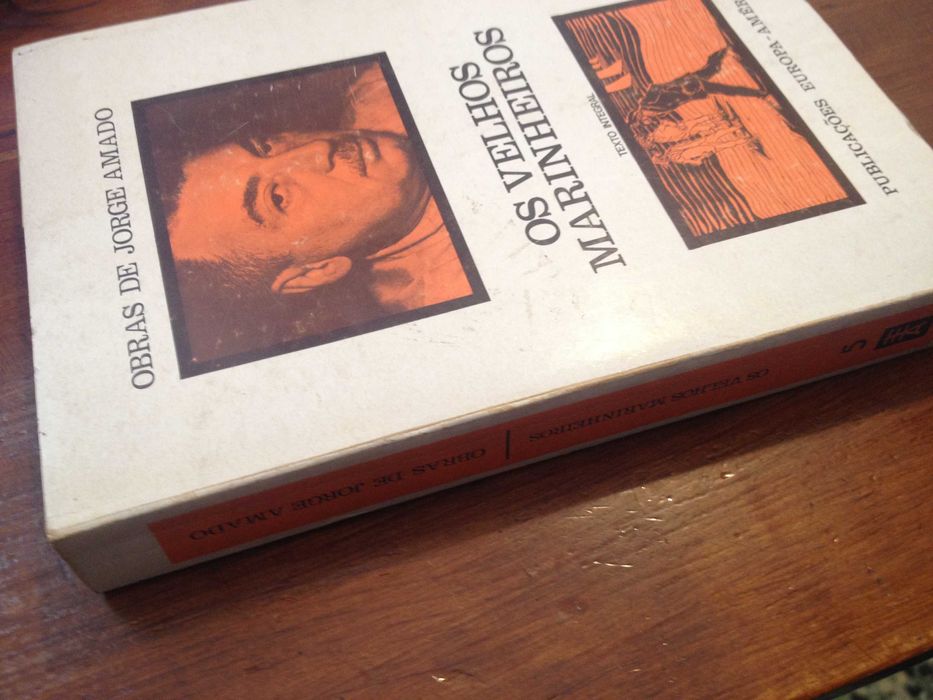 OBRAS DE JORGE AMADO
OS VELHOS
MARINHEIROS
TEXTO INTEGRAL
PUBLICAÇÕES EUROPA-AMÉR
OBRAS DE JORGE AMADO
OS VELHOS MARINHEIROS
5